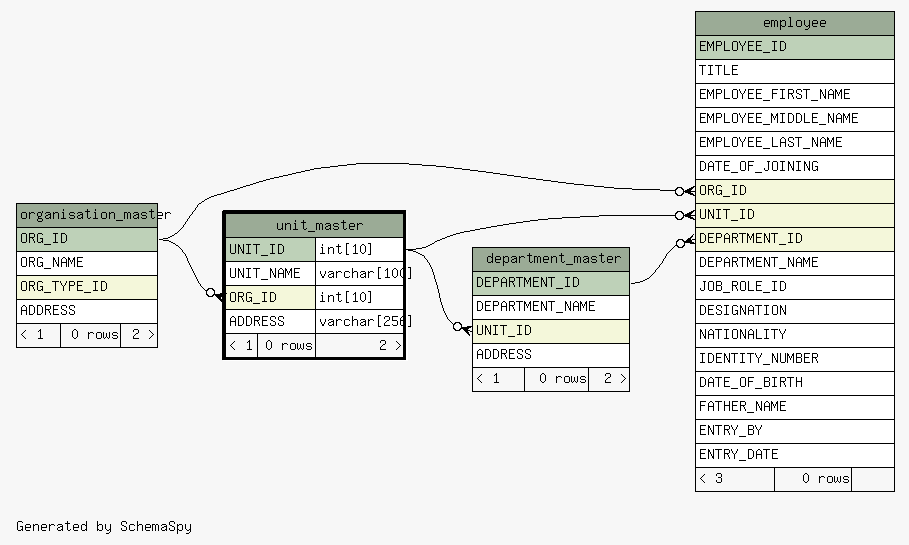 employee
EMPLOYEE_ID
TITLE
EMPLOYEE_FIRST_NAME
EMPLOYEE_MIDDLE_NAME
EMPLOYEE_LAST_NAME
DATE_OF_JOINING
ORG_ID
UNIT_ID
DEPARTMENT_ID
DEPARTMENT_NAME
JOB_ROLE_ID
DESIGNATION
NATIONALITY
IDENTITY_NUMBER
DATE_OF_BIRTH
FATHER_NAME
ENTRY_BY
ENTRY_DATE
< 3 0 rows
organisation_master
ORG_ID
ORG_NAME
ORG_TYPE_ID
ADDRESS
< 1 0 rows 2 >
unit_master
UNIT_ID int[10]
UNIT_NAME varchar[100]
ORG_ID int[10]
ADDRESS varchar[256]
< 1 0 rows 2 >
department_master
DEPARTMENT_ID
DEPARTMENT_NAME
UNIT_ID
ADDRESS
< 1 0 rows 2 >
Generated by SchemaSpy